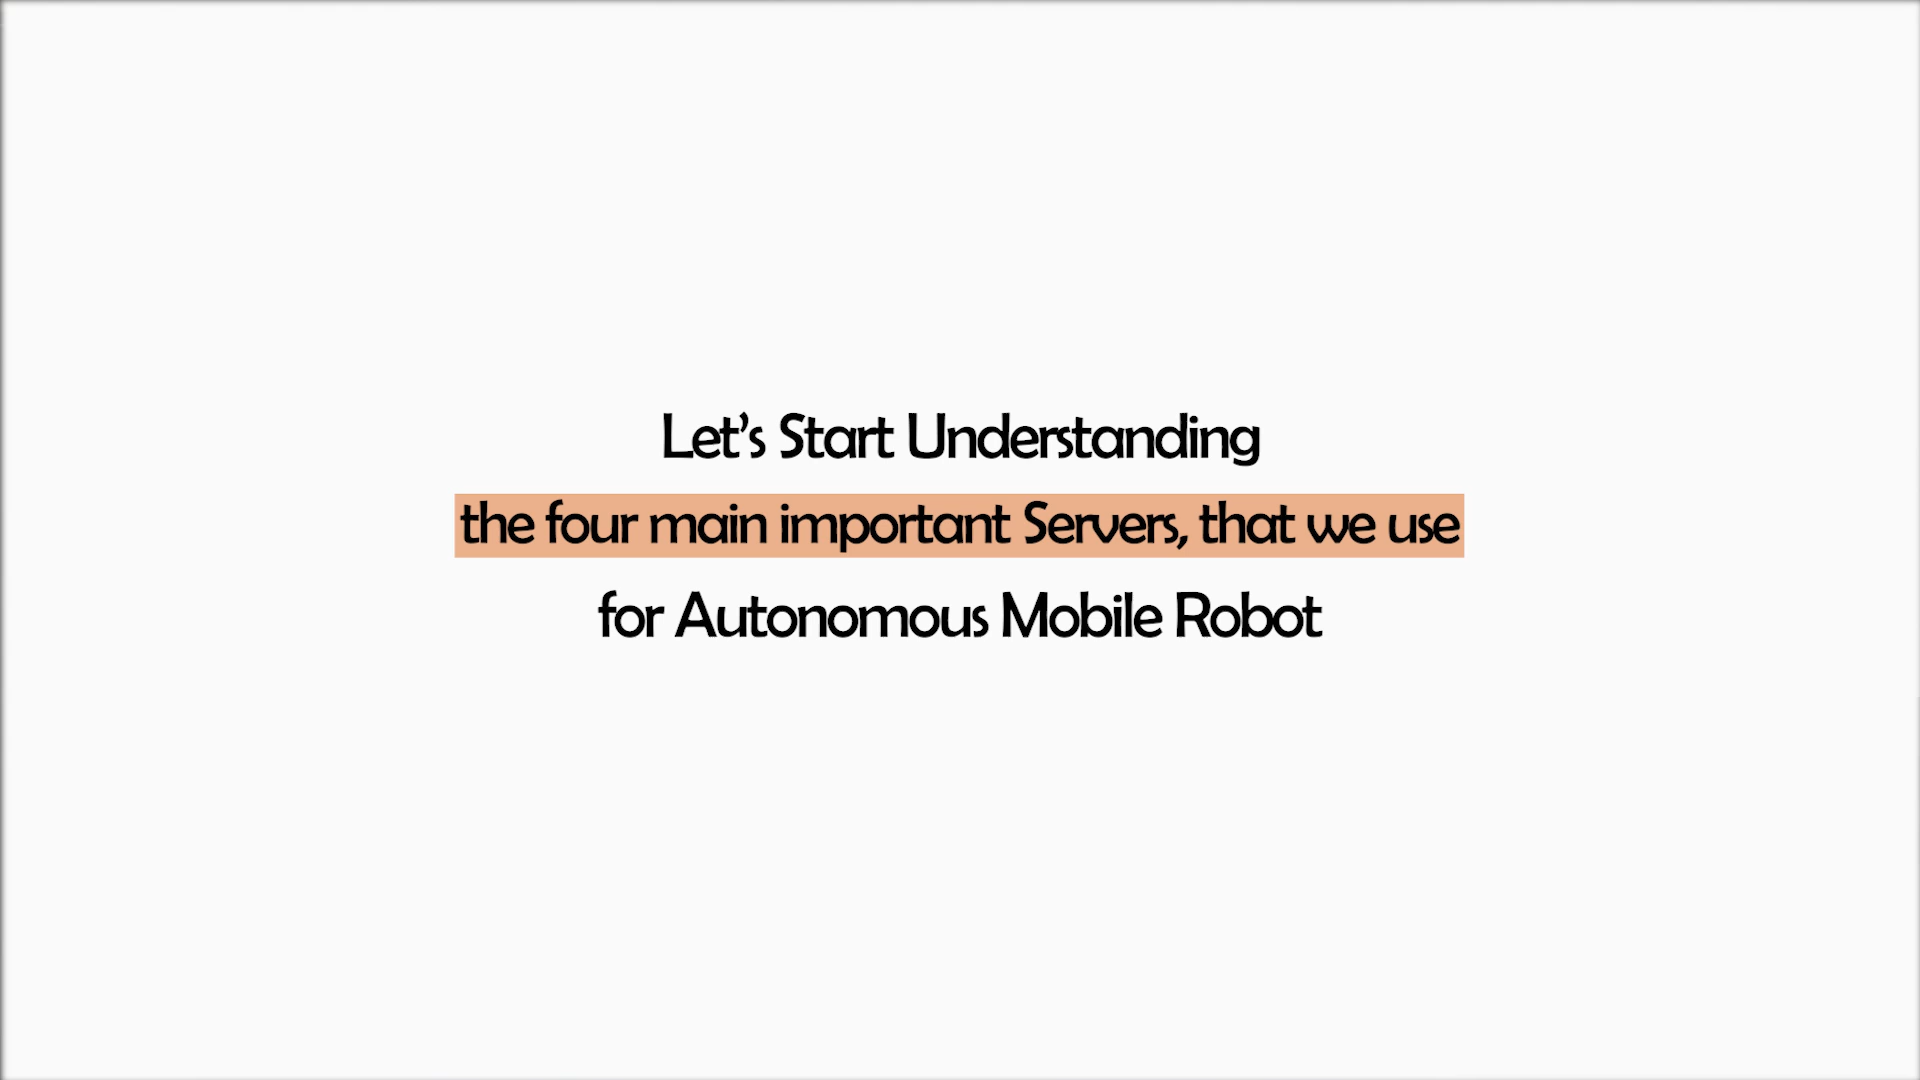 Let’s Start Understanding
the four main important Servers, that we use
for Autonomous Mobile Robot